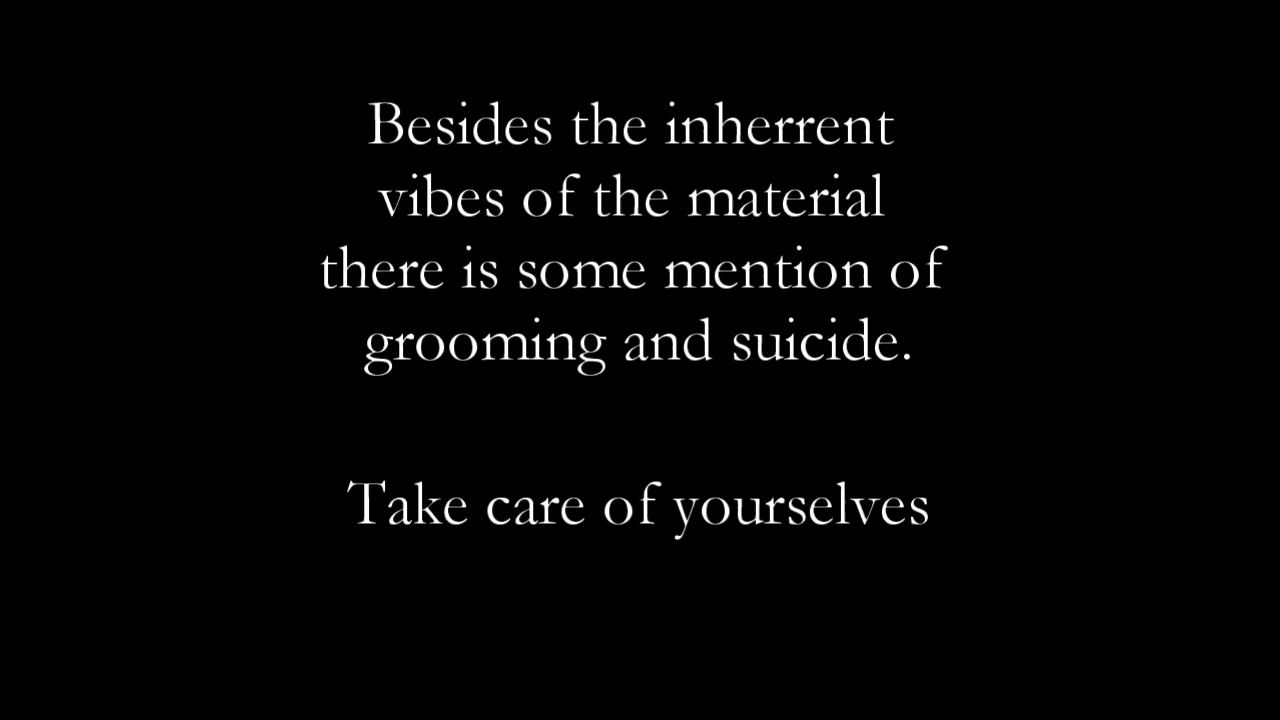 Besides the inherrent
vibes of the material
there is some mention of
grooming and suicide.
Take care of yourselves